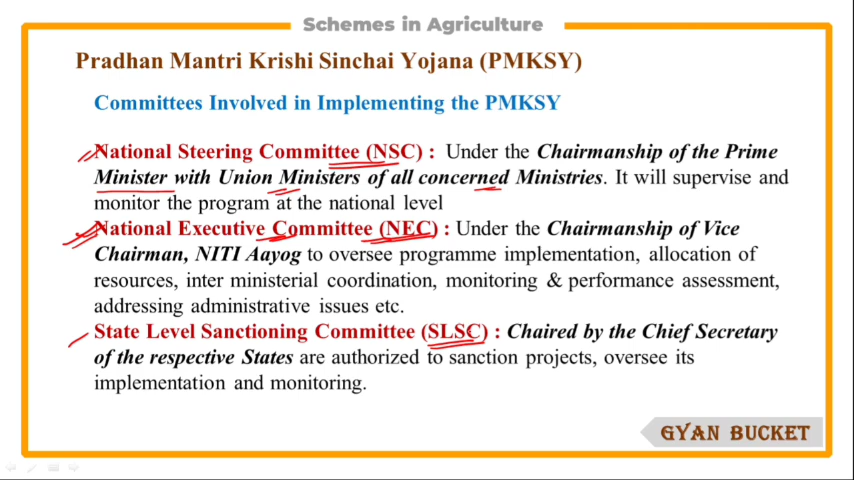 Schemes in Agriculture
Pradhan Mantri Krishi Sinchai Yojana (PMKSY)
Committees Involved in Implementing the PMKSY
National Steering Committee (NSC) : Under the Chairmanship of the Prime
Minister with Union Ministers of all concerned Ministries. It will supervise and
monitor the program at the national level
National Executive Committee (NEC) : Under the Chairmanship of Vice
Chairman, NITI Aayog to oversee programme implementation, allocation of
resources, inter ministerial coordination, monitoring & performance assessment,
addressing administrative issues etc.
State Level Sanctioning Committee (SLSC) : Chaired by the Chief Secretary
of the respective States are authorized to sanction projects, oversee its
implementation and monitoring.
GYAN BUCKET